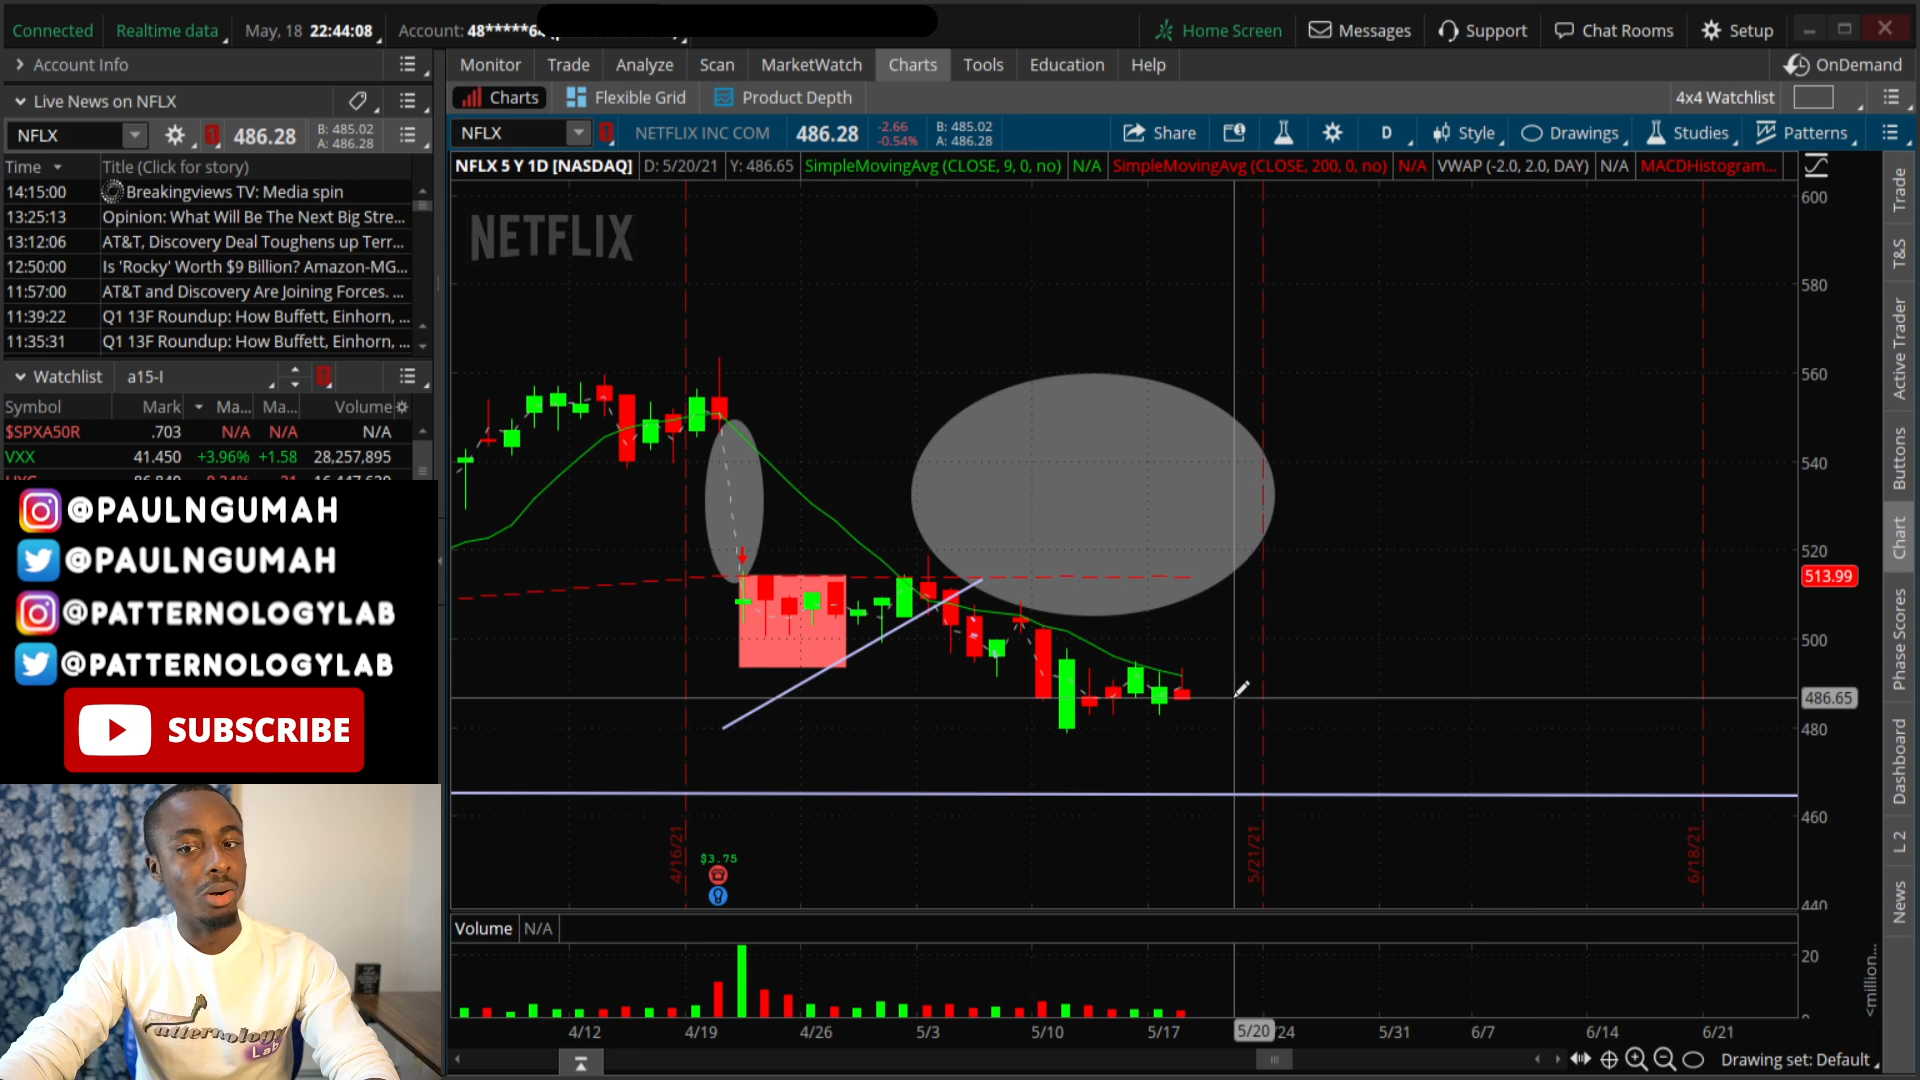 Connected Realtime data May, 18 22:44:08 Account: 48*****6 Home Screen Messages Support Chat Rooms Setup
Account Info
Monitor Trade Analyze Scan MarketWatch Charts Tools Education Help OnDemand
Live News on NFLX
Charts Flexible Grid Product Depth 4x4 Watchlist
NFLX 1 486.28 B: 485.02 A: 486.28
NFLX 1 NETFLIX INC COM 486.28 -2.66 -0.54% B: 485.02 A: 486.28 Share D Style Drawings Studies Patterns
Time Title (Click for story)
NFLX 5 Y 1D [NASDAQ] D: 5/20/21 Y: 486.65 SimpleMovingAvg (CLOSE, 9, 0, no) N/A SimpleMovingAvg (CLOSE, 200, 0, no) N/A VWAP (-2.0, 2.0, DAY) N/A MACDHistogram...
14:15:00 Breakingviews TV: Media spin
13:25:13 Opinion: What Will Be The Next Big Stre...
13:12:06 AT&T, Discovery Deal Toughens up Terr...
12:50:00 Is 'Rocky' Worth $9 Billion? Amazon-MG...
11:57:00 AT&T and Discovery Are Joining Forces. ...
11:39:22 Q1 13F Roundup: How Buffett, Einhorn, ...
11:35:31 Q1 13F Roundup: How Buffett, Einhorn, ...
Watchlist a15-I 1
Symbol Mark Ma... Ma... Volume
$SPXA50R .703 N/A N/A N/A
VXX 41.450 +3.96% +1.58 28,257,895
@PAULNGUMAH
@PAULNGUMAH
@PATTERNOLOGYLAB
@PATTERNOLOGYLAB
SUBSCRIBE
Patternology
Lab
NETFLIX
600
580
560
540
520
513.99
500
486.65
480
460
440
4/16/21
5/21/21
6/18/21
$3.75
Volume N/A
20
<million...
4/12 4/19 4/26 5/3 5/10 5/17 5/20 /24 5/31 6/7 6/14 6/21
Drawing set: Default
Trade
T&S
Active Trader
Buttons
Chart
Phase Scores
Dashboard
L 2
News